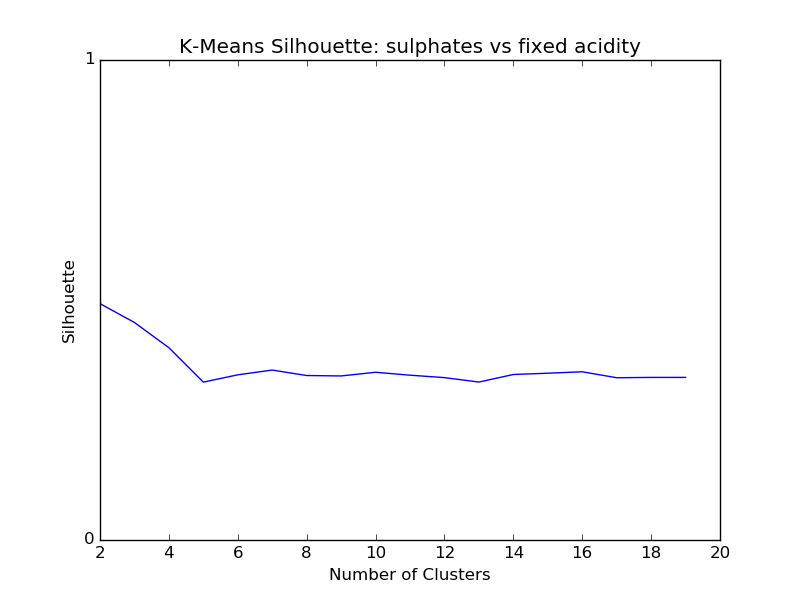 K-Means Silhouette: sulphates vs fixed acidity
1
Silhouette
0
2 4 6 8 10 12 14 16 18 20
Number of Clusters